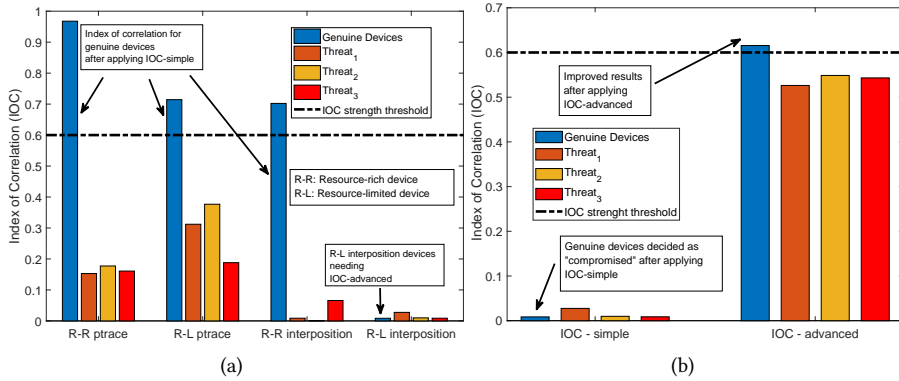 Index of Correlation (IOC)
1
0.9
0.8
0.7
0.6
0.5
0.4
0.3
0.2
0.1
0
Index of correlation for
genuine devices
after applying IOC-simple
Genuine Devices
Threat1
Threat2
Threat3
IOC strength threshold
R-R: Resource-rich device
R-L: Resource-limited device
R-L interposition devices
needing
IOC-advanced
R-R ptrace
R-L ptrace
R-R interposition
R-L interposition
(a)
Index of Correlation (IOC)
0.7
0.6
0.5
0.4
0.3
0.2
0.1
0
Improved results
after applying
IOC-advanced
Genuine Devices
Threat1
Threat2
Threat3
IOC strenght threshold
Genuine devices decided as
"compromised" after applying
IOC-simple
IOC - simple
IOC - advanced
(b)